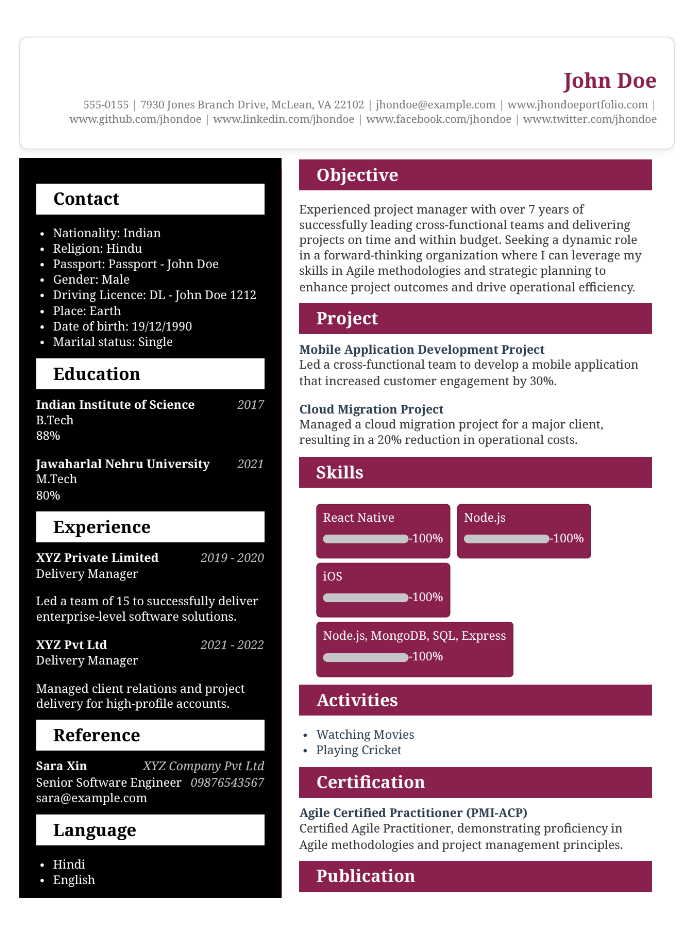 John Doe
555-0155 | 7930 Jones Branch Drive, McLean, VA 22102 | jhondoe@example.com | www.jhondoeportfolio.com |
www.github.com/jhondoe | www.linkedin.com/jhondoe | www.facebook.com/jhondoe | www.twitter.com/jhondoe
Contact
• Nationality: Indian
• Religion: Hindu
• Passport: Passport - John Doe
• Gender: Male
• Driving Licence: DL - John Doe 1212
• Place: Earth
• Date of birth: 19/12/1990
• Marital status: Single
Education
Indian Institute of Science 2017
B.Tech
88%
Jawaharlal Nehru University 2021
M.Tech
80%
Experience
XYZ Private Limited 2019 - 2020
Delivery Manager
Led a team of 15 to successfully deliver
enterprise-level software solutions.
XYZ Pvt Ltd 2021 - 2022
Delivery Manager
Managed client relations and project
delivery for high-profile accounts.
Reference
Sara Xin XYZ Company Pvt Ltd
Senior Software Engineer 09876543567
sara@example.com
Language
• Hindi
• English
Objective
Experienced project manager with over 7 years of
successfully leading cross-functional teams and delivering
projects on time and within budget. Seeking a dynamic role
in a forward-thinking organization where I can leverage my
skills in Agile methodologies and strategic planning to
enhance project outcomes and drive operational efficiency.
Project
Mobile Application Development Project
Led a cross-functional team to develop a mobile application
that increased customer engagement by 30%.
Cloud Migration Project
Managed a cloud migration project for a major client,
resulting in a 20% reduction in operational costs.
Skills
React Native
-100%
Node.js
-100%
iOS
-100%
Node.js, MongoDB, SQL, Express
-100%
Activities
• Watching Movies
• Playing Cricket
Certification
Agile Certified Practitioner (PMI-ACP)
Certified Agile Practitioner, demonstrating proficiency in
Agile methodologies and project management principles.
Publication